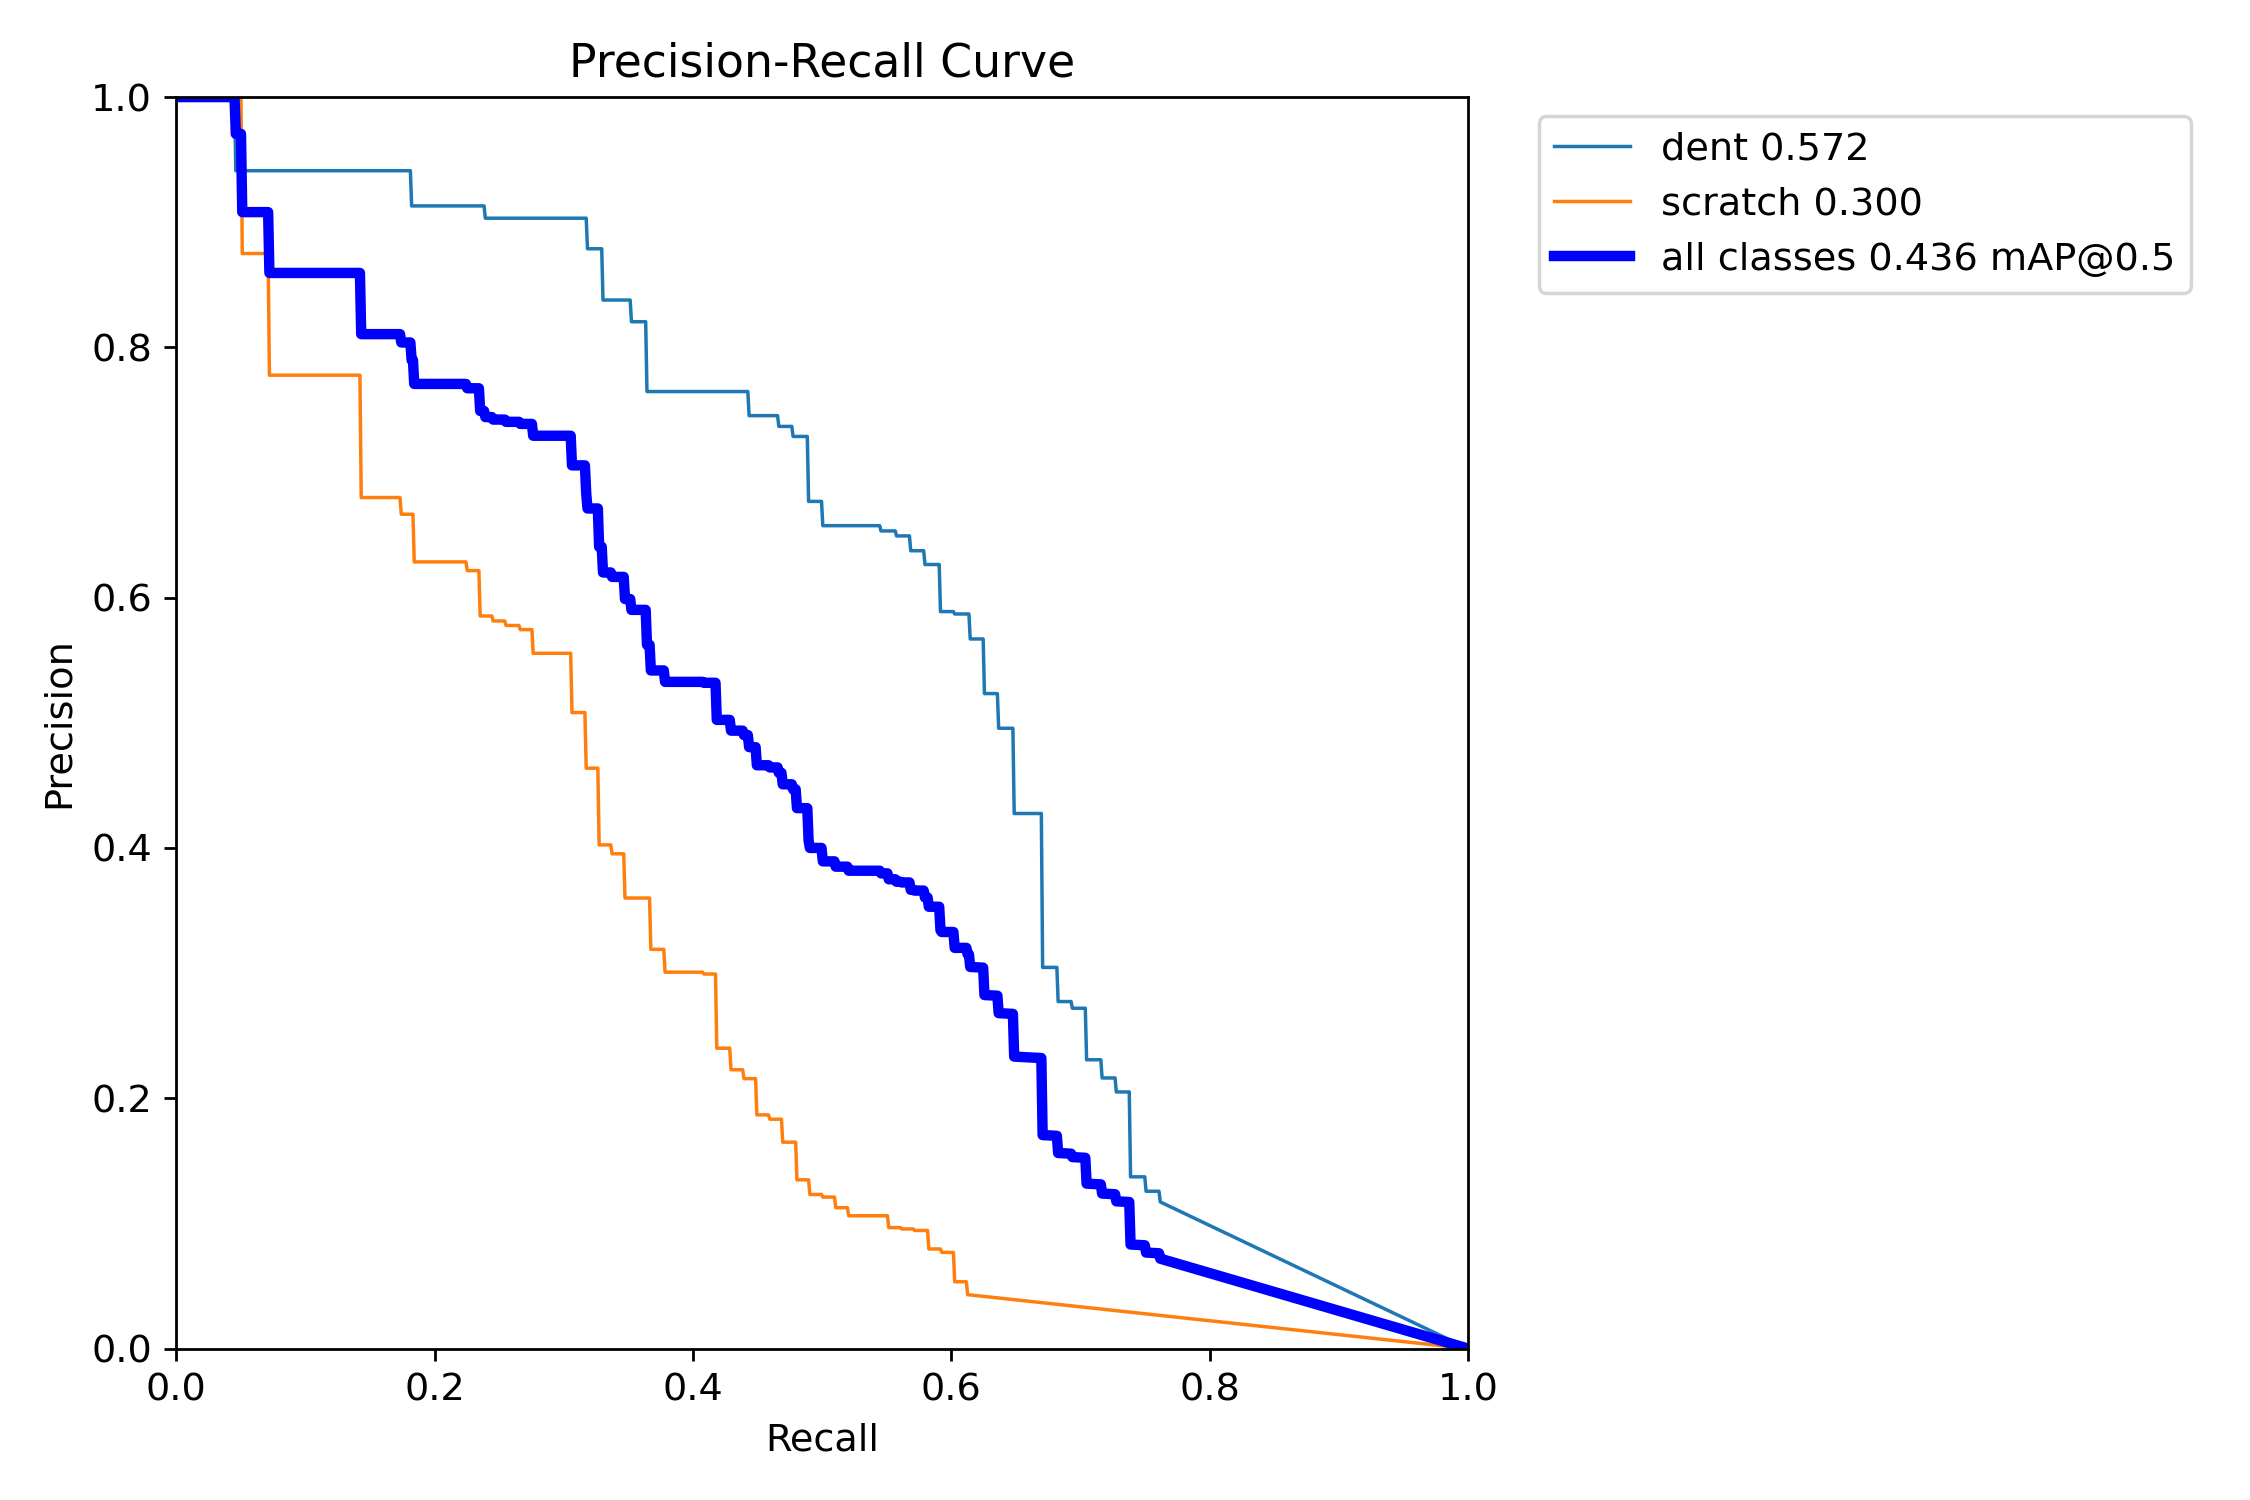 Precision-Recall Curve
dent 0.572
scratch 0.300
all classes 0.436 mAP@0.5
Precision
1.0
0.8
0.6
0.4
0.2
0.0
0.0 0.2 0.4 0.6 0.8 1.0
Recall